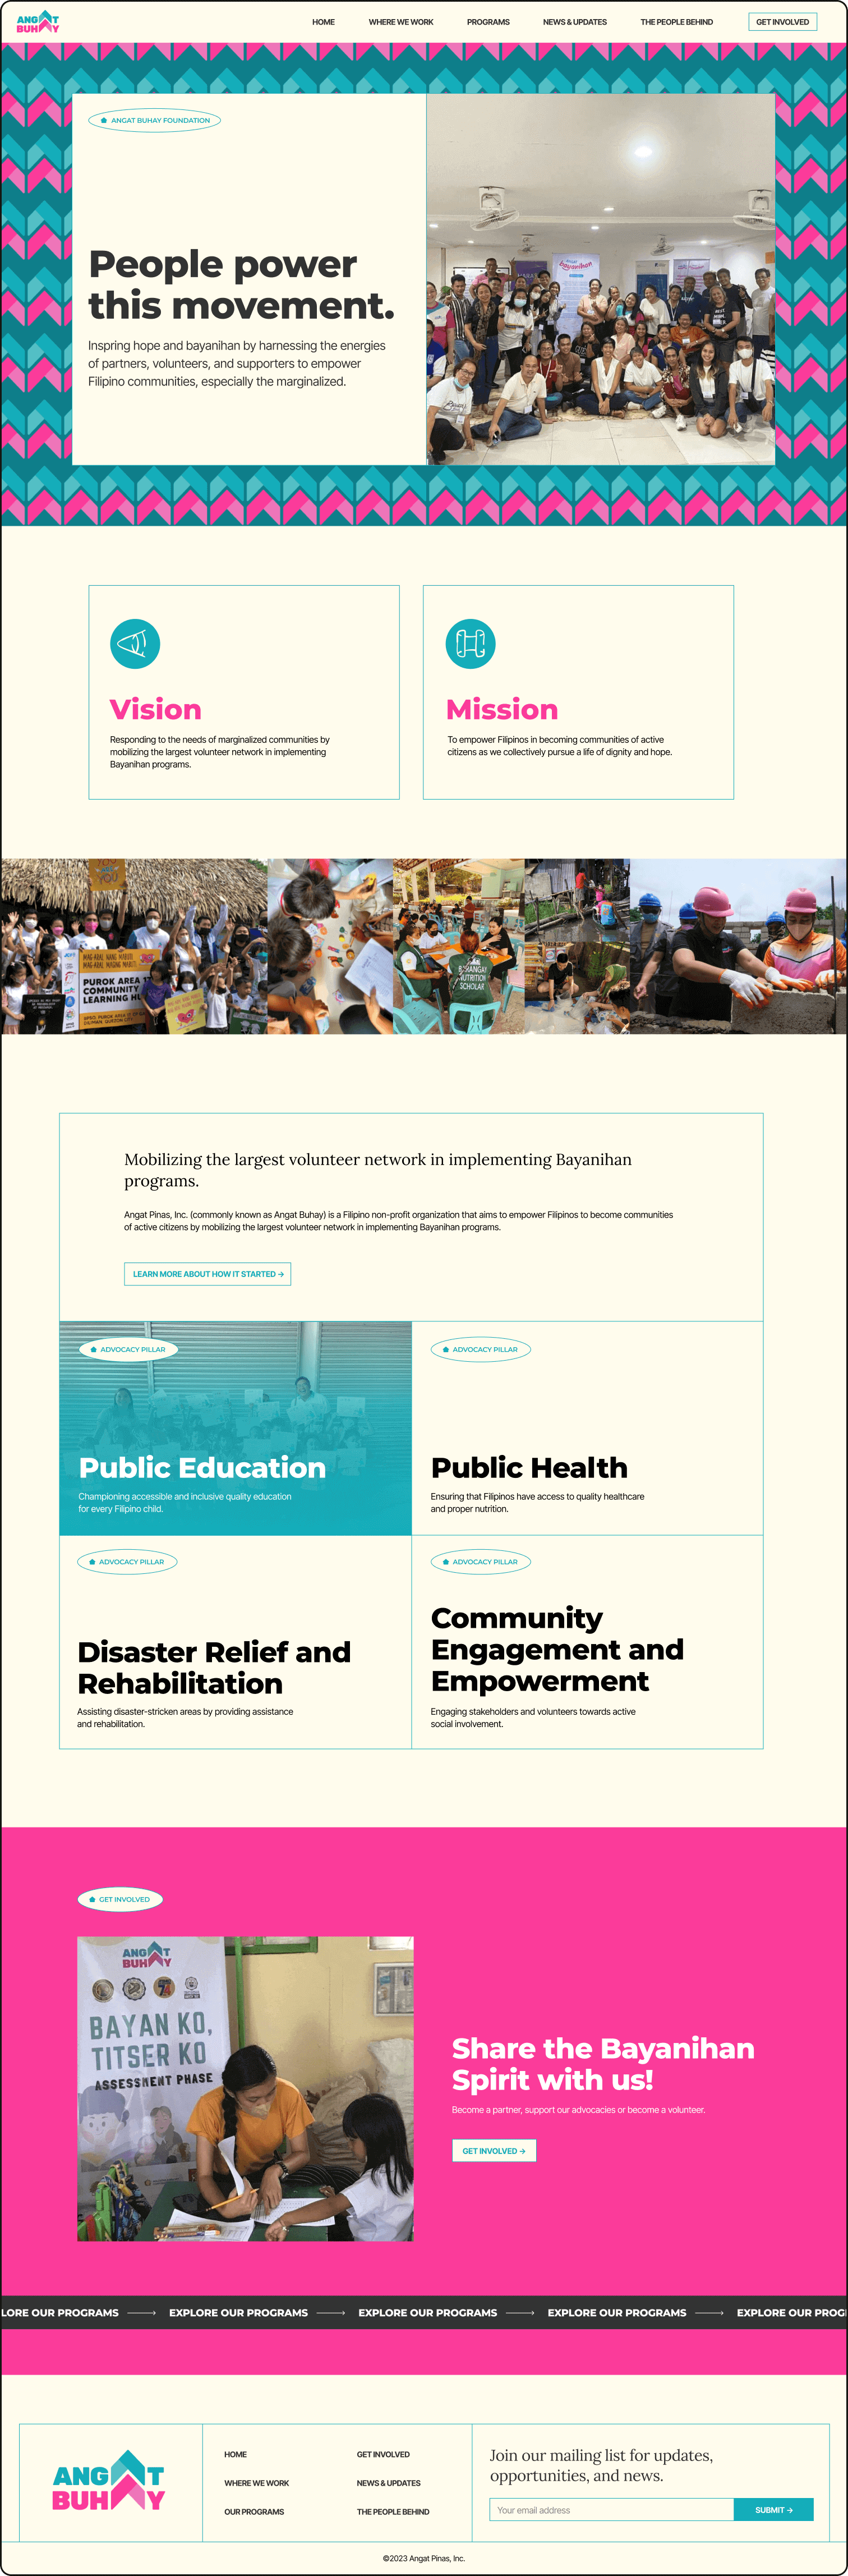 ANGAT
BUHAY
HOME
WHERE WE WORK
PROGRAMS
NEWS & UPDATES
THE PEOPLE BEHIND
GET INVOLVED
ANGAT BUHAY FOUNDATION
People power
this movement.
Inspring hope and bayanihan by harnessing the energies
of partners, volunteers, and supporters to empower
Filipino communities, especially the marginalized.
bayanihan
Vision
Responding to the needs of marginalized communities by
mobilizing the largest volunteer network in implementing
Bayanihan programs.
Mission
To empower Filipinos in becoming communities of active
citizens as we collectively pursue a life of dignity and hope.
YOU
PUROK AREA 17
COMMUNITY
LEARNING HU
BARANGAY
NUTRITION
SCHOLAR
Mobilizing the largest volunteer network in implementing Bayanihan
programs.
Angat Pinas, Inc. (commonly known as Angat Buhay) is a Filipino non-profit organization that aims to empower Filipinos to become communities
of active citizens by mobilizing the largest volunteer network in implementing Bayanihan programs.
LEARN MORE ABOUT HOW IT STARTED →
ADVOCACY PILLAR
Public Education
Championing accessible and inclusive quality education
for every Filipino child.
ADVOCACY PILLAR
Public Health
Ensuring that Filipinos have access to quality healthcare
and proper nutrition.
ADVOCACY PILLAR
Disaster Relief and
Rehabilitation
Assisting disaster-stricken areas by providing assistance
and rehabilitation.
ADVOCACY PILLAR
Community
Engagement and
Empowerment
Engaging stakeholders and volunteers towards active
social involvement.
GET INVOLVED
ANGAT
BUHAY
BAYAN KO,
TITSER KO
ASSESSMENT PHASE
Share the Bayanihan
Spirit with us!
Become a partner, support our advocacies or become a volunteer.
GET INVOLVED →
LORE OUR PROGRAMS → EXPLORE OUR PROGRAMS → EXPLORE OUR PROGRAMS → EXPLORE OUR PROGRAMS → EXPLORE OUR PROG
ANGAT
BUHAY
HOME
WHERE WE WORK
OUR PROGRAMS
GET INVOLVED
NEWS & UPDATES
THE PEOPLE BEHIND
Join our mailing list for updates,
opportunities, and news.
Your email address
SUBMIT →
©2023 Angat Pinas, Inc.